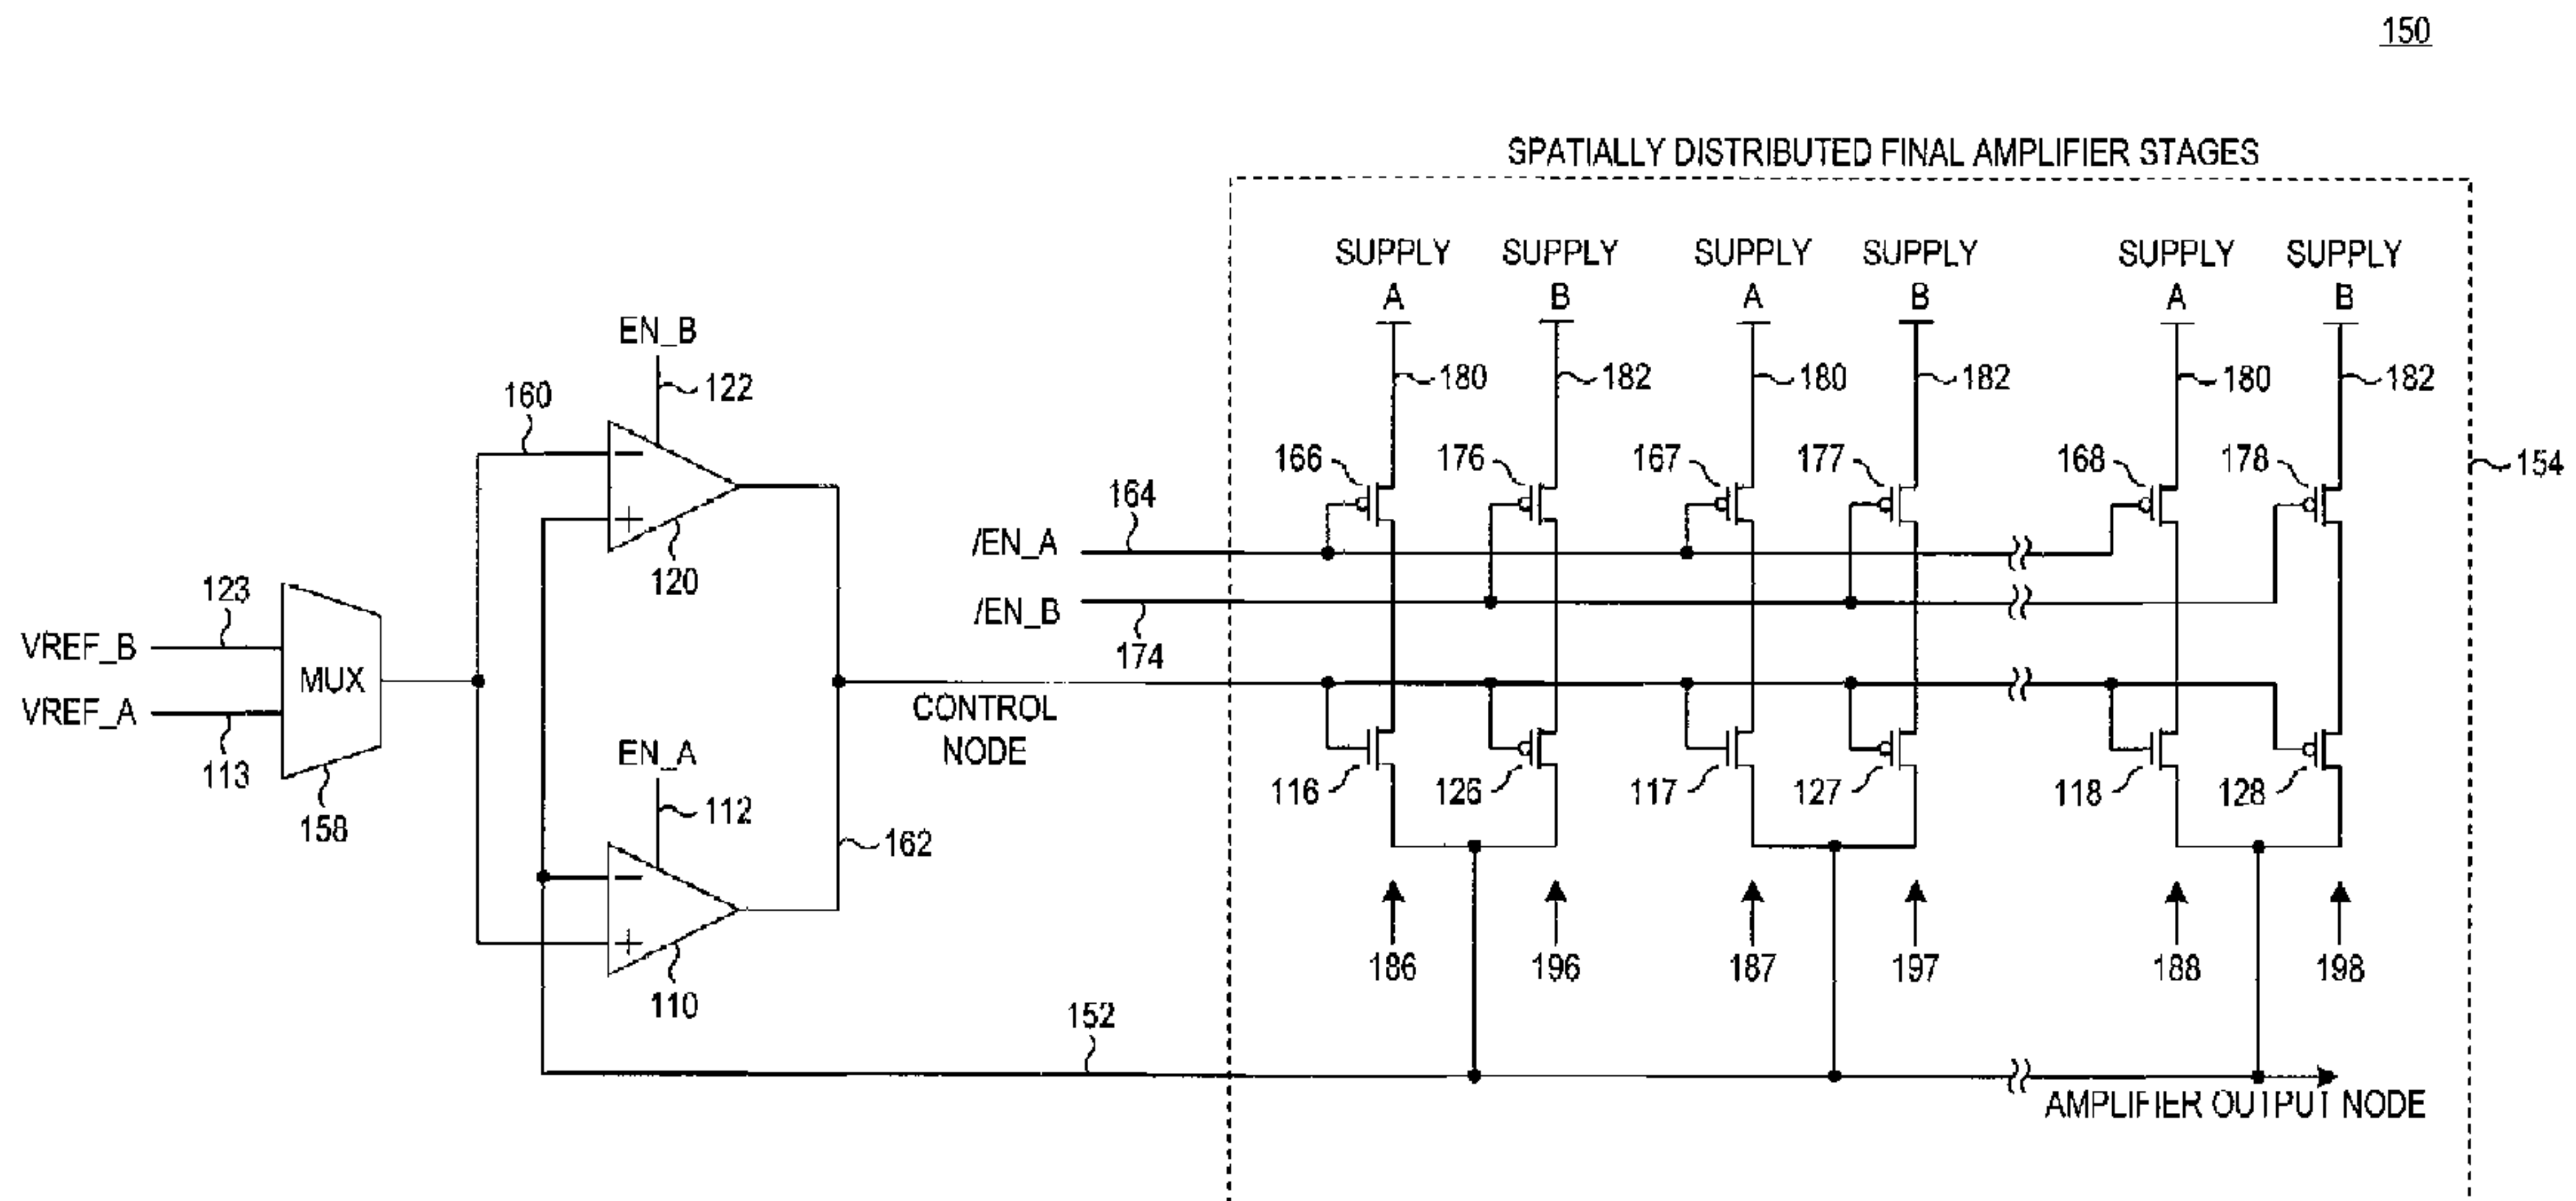 150
SPATIALLY DISTRIBUTED FINAL AMPLIFIER STAGES
SUPPLY A
SUPPLY B
SUPPLY A
SUPPLY B
SUPPLY A
SUPPLY B
180
182
180
182
180
182
EN_B
122
160
166
176
167
177
168
178
154
120
/EN_A
164
/EN_B
174
VREF_B
123
VREF_A
113
MUX
158
CONTROL
NODE
EN_A
112
162
110
116
126
117
127
118
128
186
196
187
197
188
198
152
AMPLIFIER OUTPUT NODE